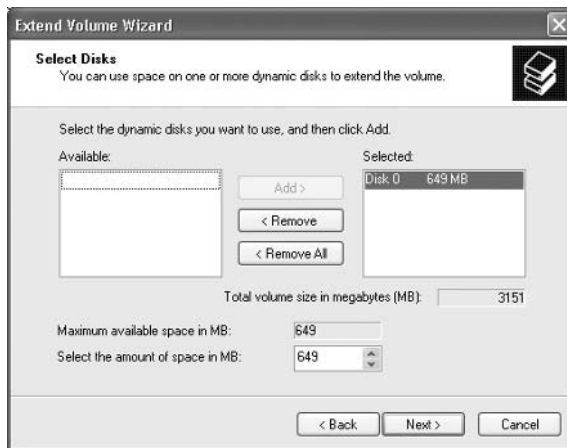 Extend Volume Wizard
Select Disks
You can use space on one or more dynamic disks to extend the volume.
Select the dynamic disks you want to use, and then click Add.
Available: Selected:
Disk 0 649 MB
Add >
< Remove
< Remove All
Total volume size in megabytes (MB): 3151
Maximum available space in MB: 649
Select the amount of space in MB: 649
< Back Next > Cancel